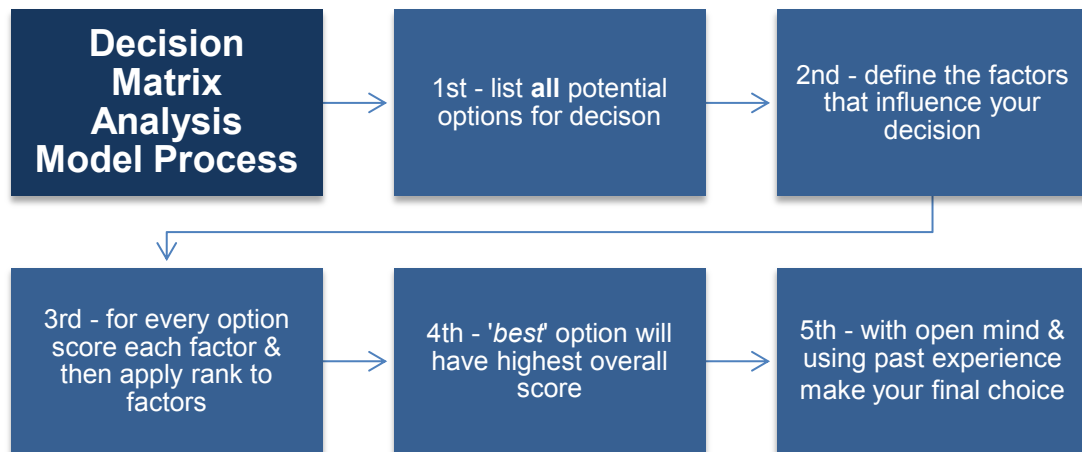 Decision
Matrix
Analysis
Model Process
1st - list all potential
options for decison
2nd - define the factors
that influence your
decision
3rd - for every option
score each factor &
then apply rank to
factors
4th - 'best' option will
have highest overall
score
5th - with open mind &
using past experience
make your final choice